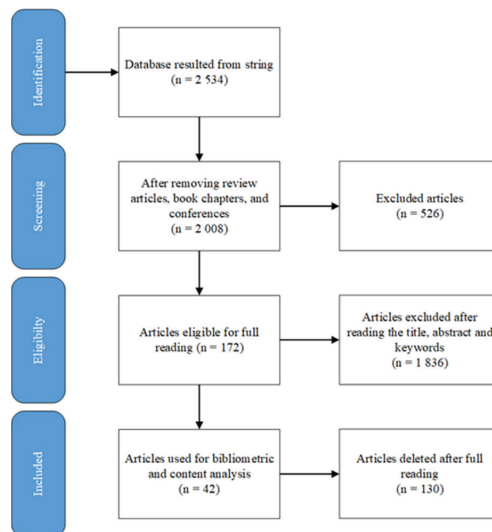 Identification
Database resulted from string
(n = 2 534)
Screening
After removing review
articles, book chapters, and
conferences
(n = 2 008)
Excluded articles
(n = 526)
Eligibilty
Articles eligible for full
reading (n = 172)
Articles excluded after
reading the title, abstract and
keywords
(n = 1 836)
Included
Articles used for bibliometric
and content analysis
(n = 42)
Articles deleted after full
reading
(n = 130)